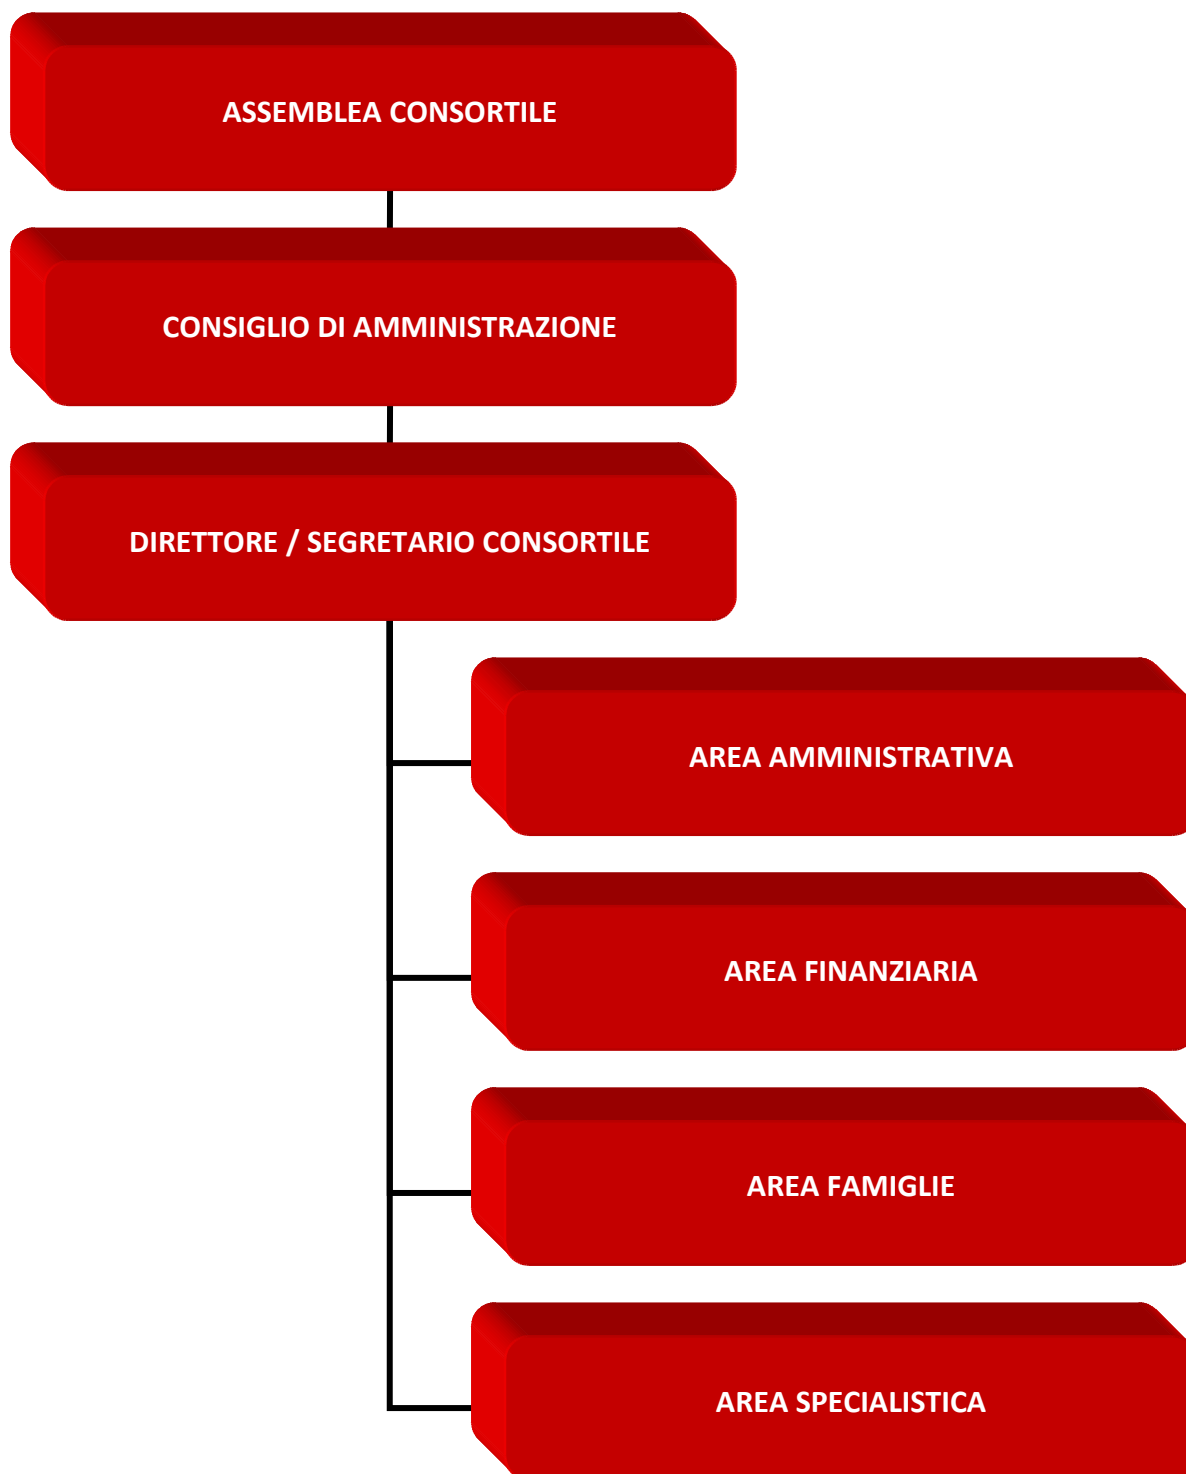 ASSEMBLEA CONSORTILE
CONSIGLIO DI AMMINISTRAZIONE
DIRETTORE / SEGRETARIO CONSORTILE
AREA AMMINISTRATIVA
AREA FINANZIARIA
AREA FAMIGLIE
AREA SPECIALISTICA